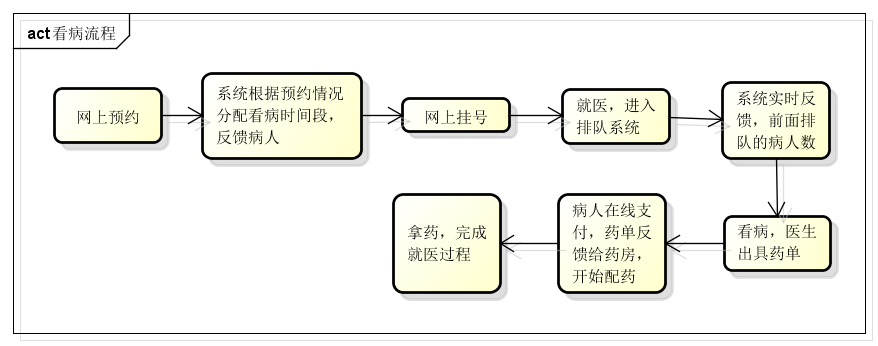 act 看病流程
网上预约
系统根据预约情况
分配看病时间段，
反馈病人
网上挂号
就医，进入
排队系统
系统实时反
馈，前面排
队的病人数
看病，医生
出具药单
病人在线支
付，药单反
馈给药房，
开始配药
拿药，完成
就医过程